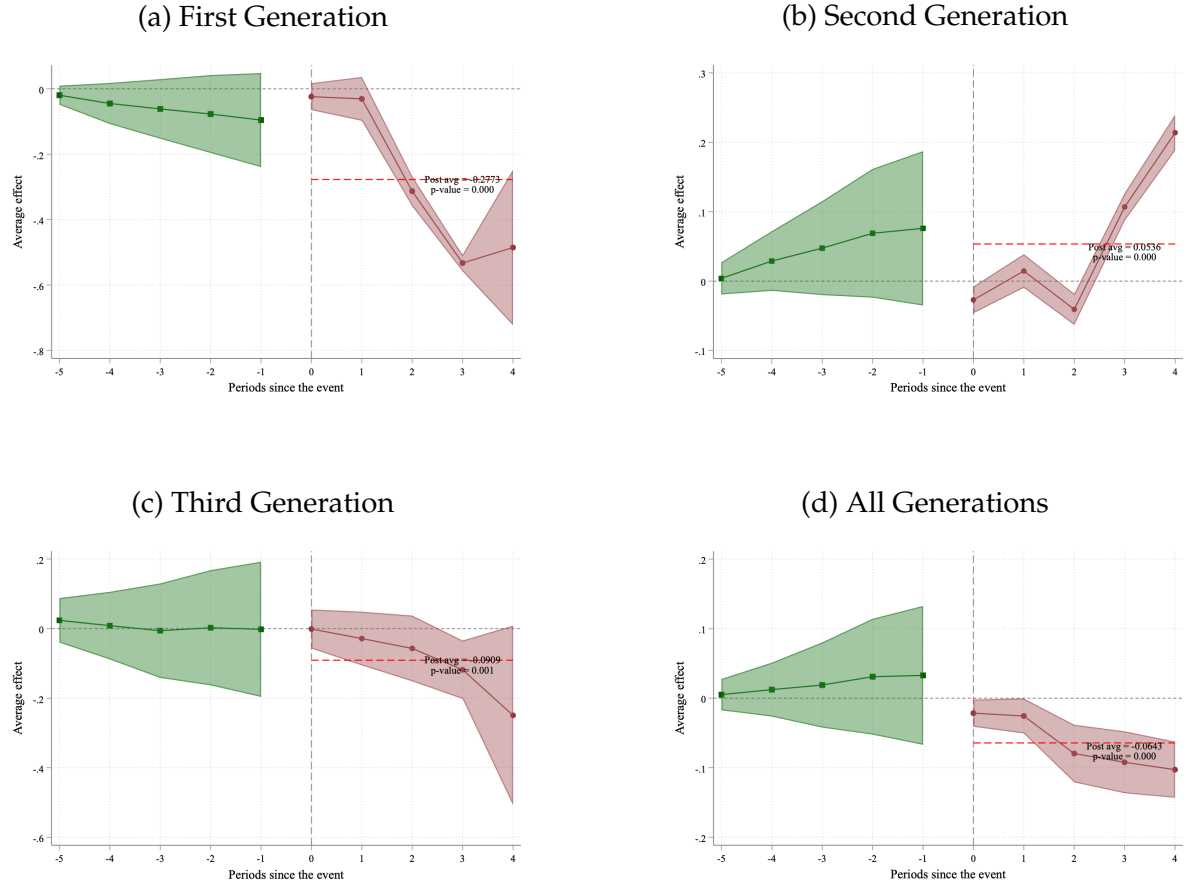 (a) First Generation
0
-.2
-.4
-.6
-.8
Average effect
Post avg = -0.2773
p-value = 0.000
-5 -4 -3 -2 -1 0 1 2 3 4
Periods since the event
(b) Second Generation
.3
.2
.1
0
-.1
Average effect
Post avg = 0.0536
p-value = 0.000
-5 -4 -3 -2 -1 0 1 2 3 4
Periods since the event
(c) Third Generation
.2
0
-.2
-.4
-.6
Average effect
Post avg = -0.0909
p-value = 0.001
-5 -4 -3 -2 -1 0 1 2 3 4
Periods since the event
(d) All Generations
.2
.1
0
-.1
-.2
Average effect
Post avg = -0.0643
p-value = 0.000
-5 -4 -3 -2 -1 0 1 2 3 4
Periods since the event